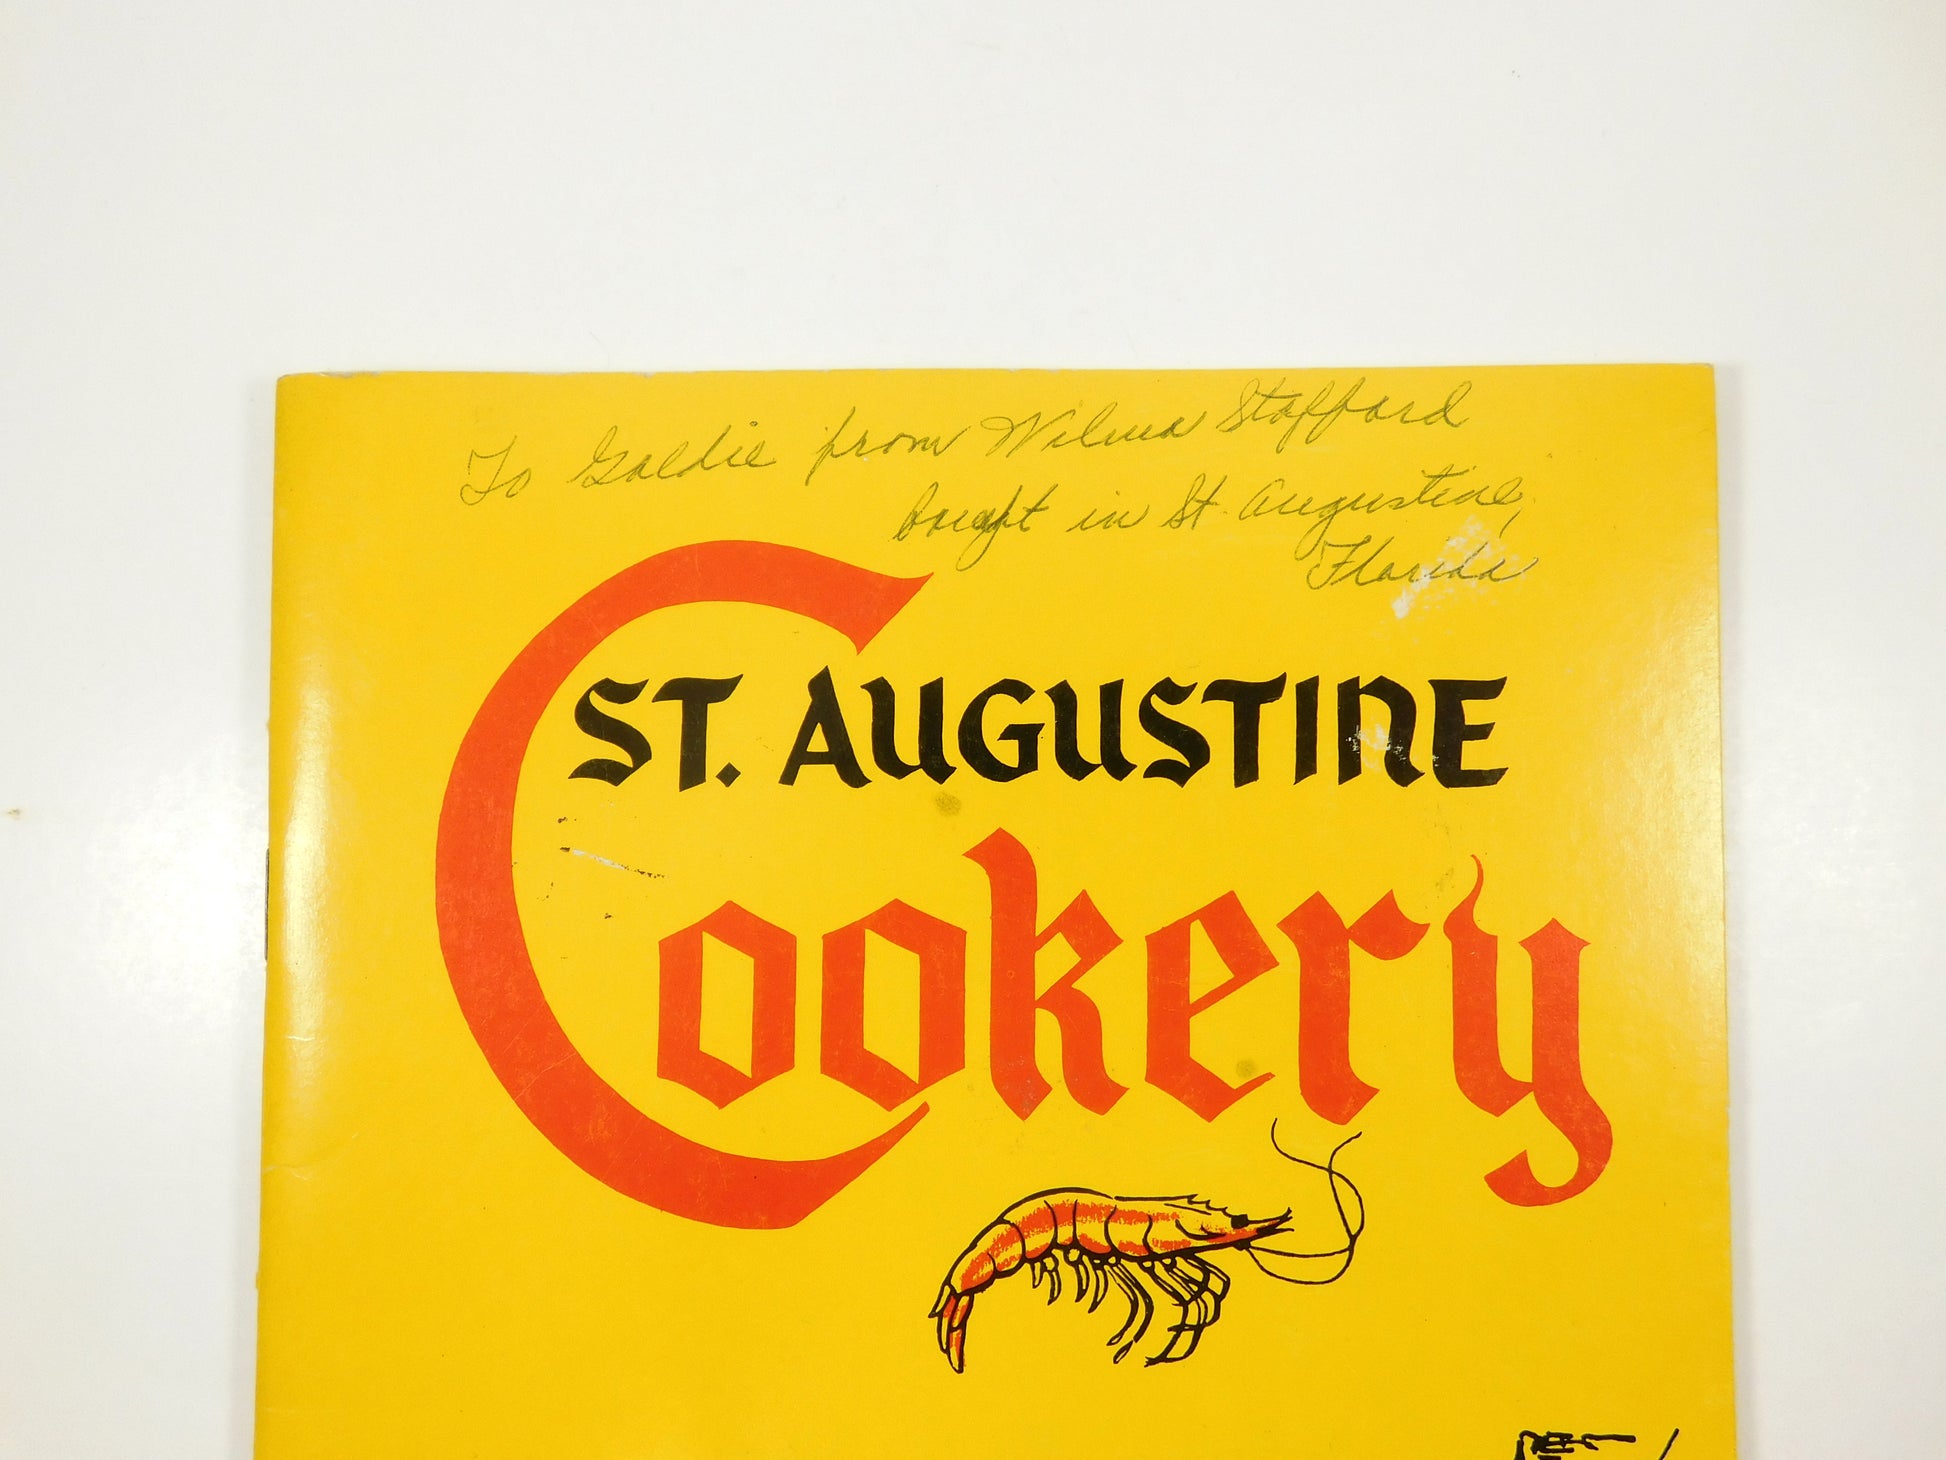 To Goldie from Wilma Stafford
bought in St. Augustine,
Florida
ST. AUGUSTINE
Cookery